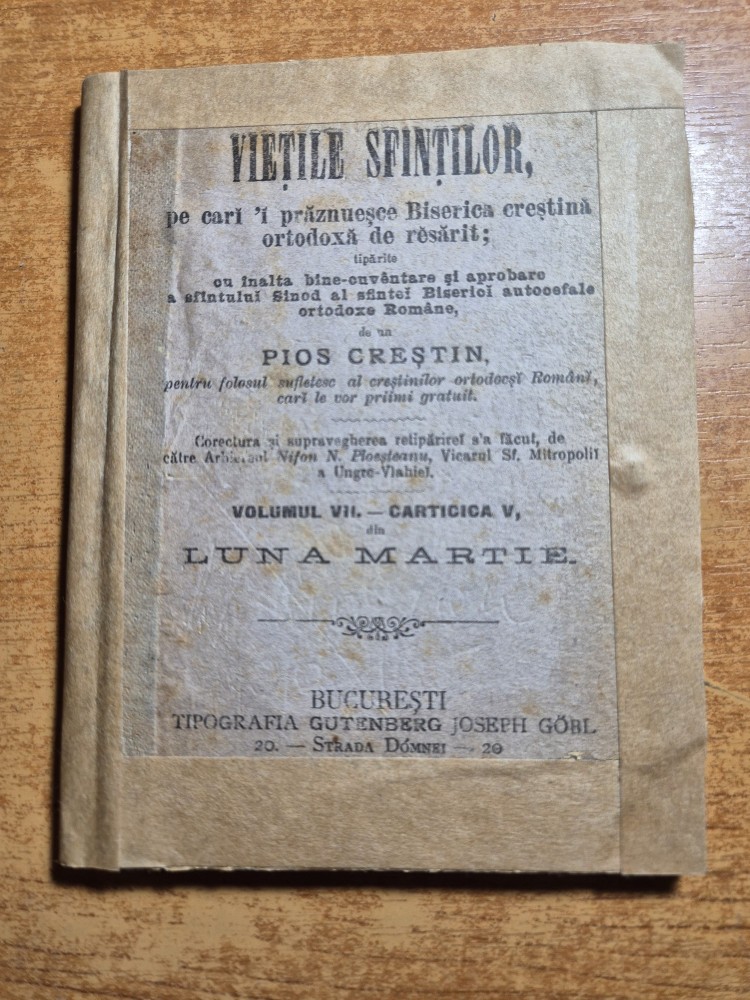 VIEȚILE SFINȚILOR,
pe carĭ 'ĭ prăznuesce Biserica creștină
ortodoxă de rĕsărit;
tipărite
cu înalta bine-cuvêntare și aprobare
a sfîntuluĭ Sinod al sfinteĭ Bisericĭ autocefale
ortodoxe Române,
de un
PIOS CREȘTIN,
pentru folosul sufletesc al creștinilor ortodocșĭ Românĭ,
carĭ le vor priimi gratuit.
Corectura și supravegherea retipărireĭ s'a făcut, de
către Arhiereul Nifon N. Ploeșteanu, Vicarul Sf. Mitropoliĭ
a Ungro-Vlahieĭ.
VOLUMUL VII. — CARTICICA V,
din
LUNA MARTIE.
BUCUREȘTI
TIPOGRAFIA GUTENBERG JOSEPH GÖBL
20. — STRADA DÓMNEI — 20